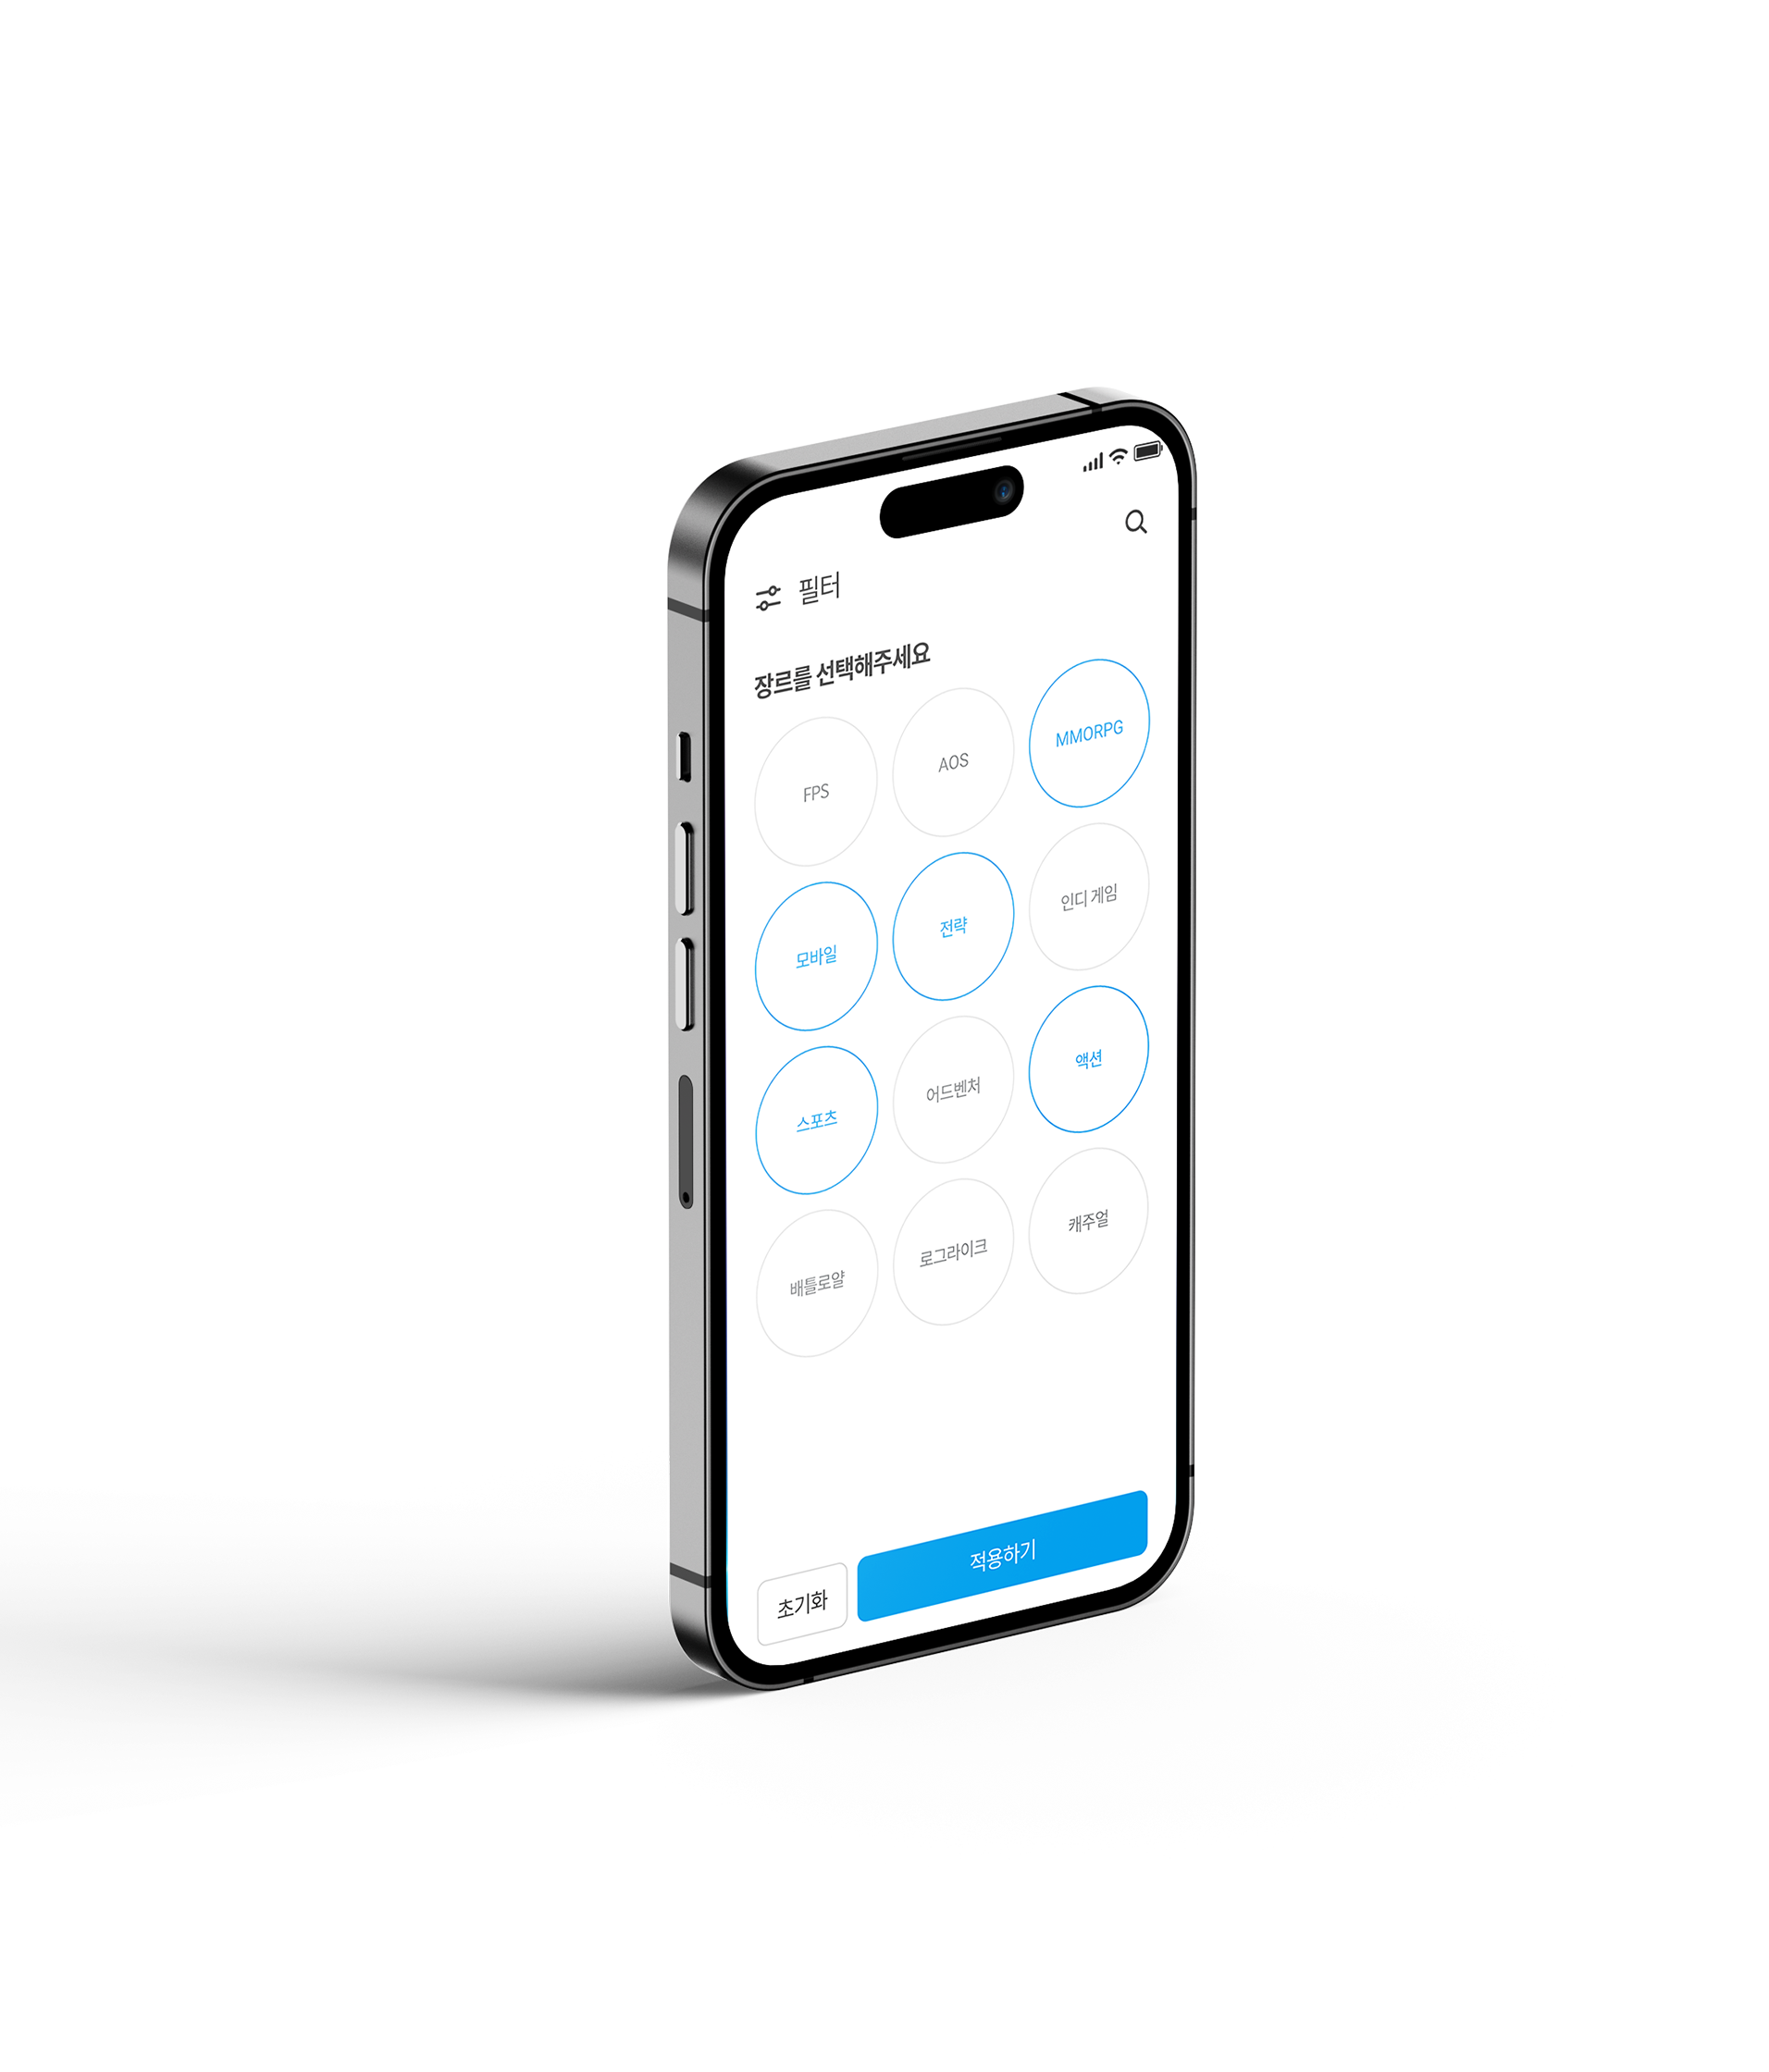 필터
장르를 선택해주세요
FPS
AOS
MMORPG
모바일
전략
인디 게임
스포츠
어드벤처
액션
배틀로얄
로그라이크
캐주얼
초기화
적용하기